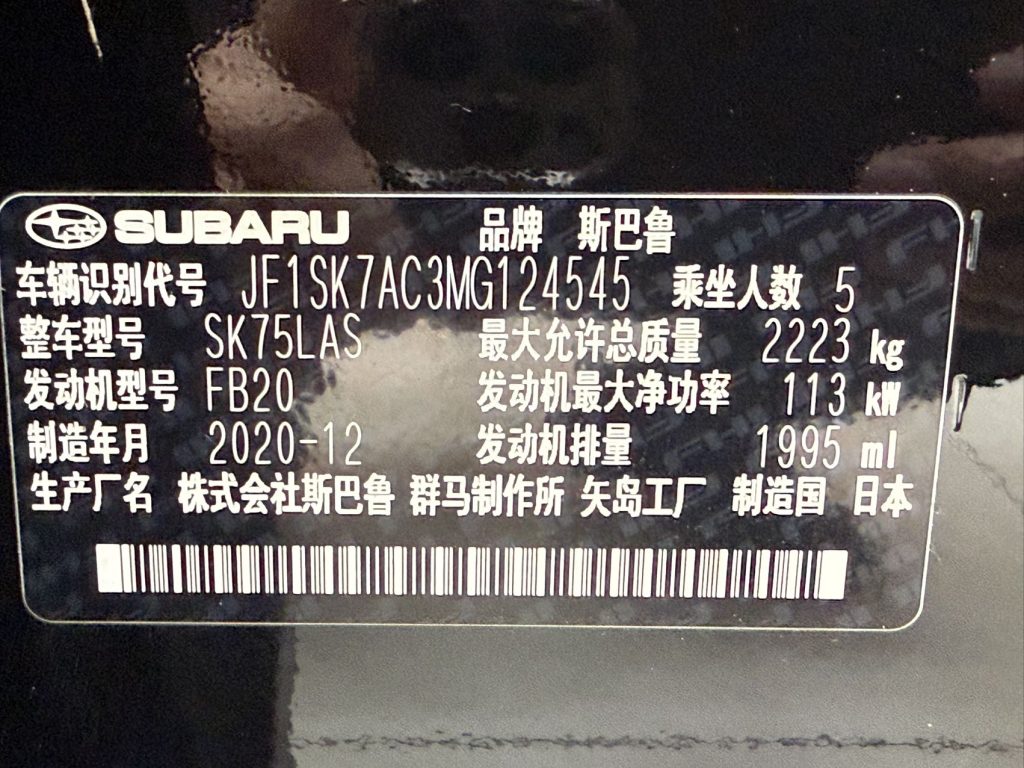 SUBARU 品牌 斯巴鲁
车辆识别代号 JF1SK7AC3MG124545 乘坐人数 5
整车型号 SK75LAS 最大允许总质量 2223 kg
发动机型号 FB20 发动机最大净功率 113 kW
制造年月 2020-12 发动机排量 1995 ml
生产厂名 株式会社斯巴鲁 群马制作所 矢岛工厂 制造国 日本